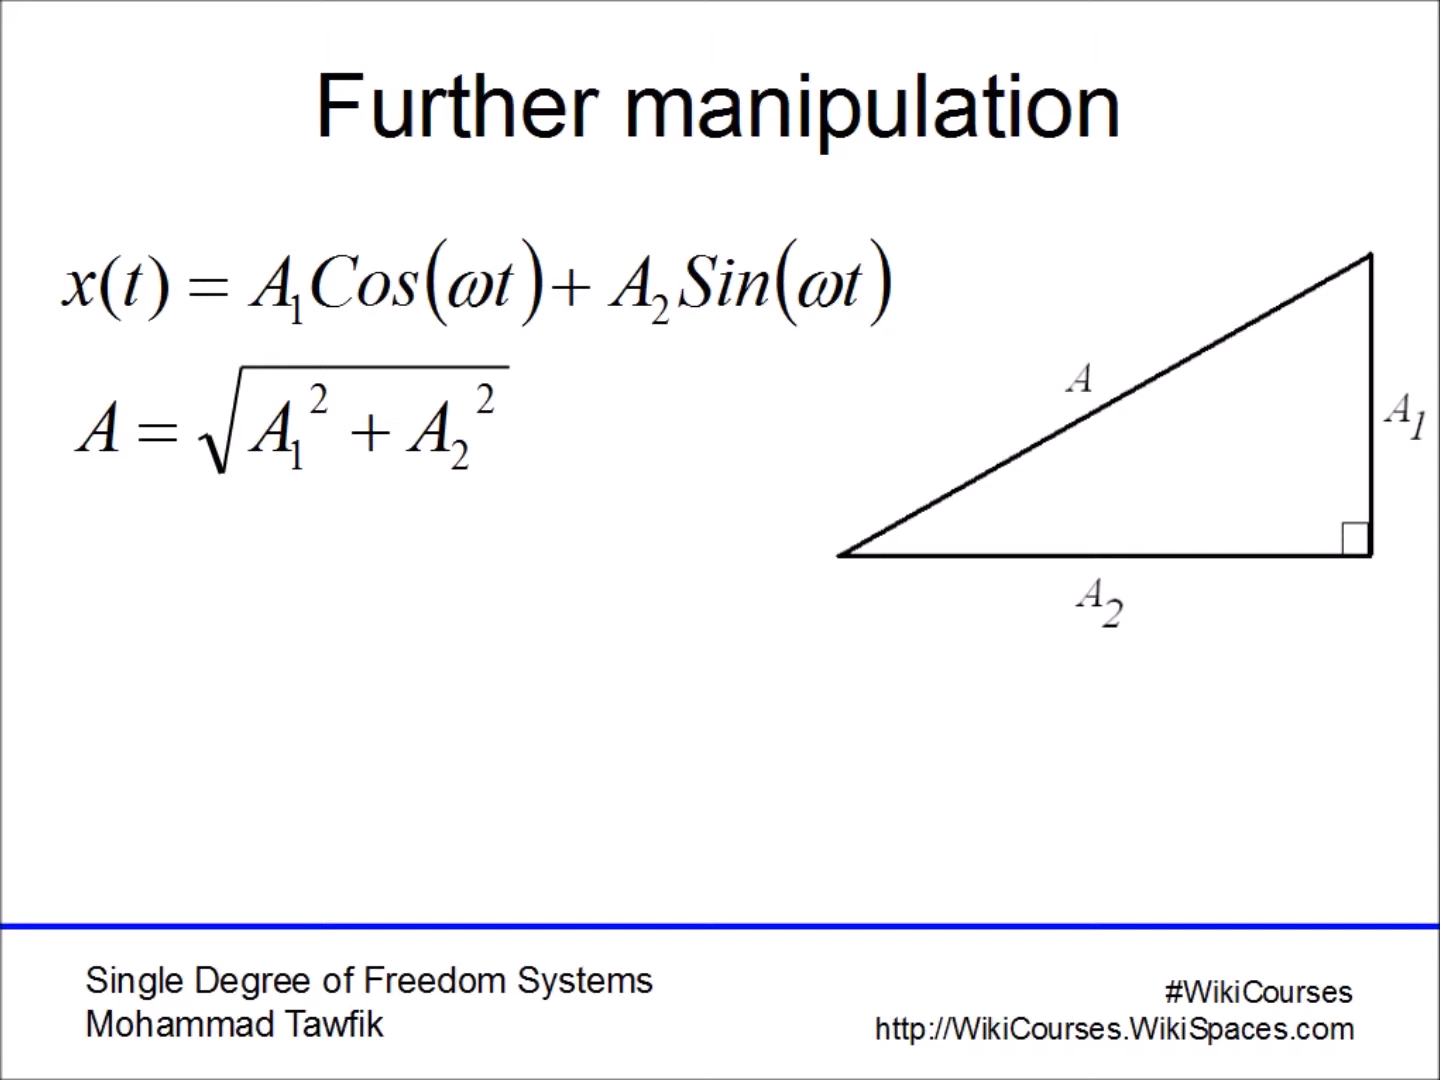 Further manipulation
x(t) = A₁Cos(ωt) + A₂Sin(ωt)
A = √(A₁² + A₂²)
A
A₁
A₂
Single Degree of Freedom Systems
Mohammad Tawfik
#WikiCourses
http://WikiCourses.WikiSpaces.com